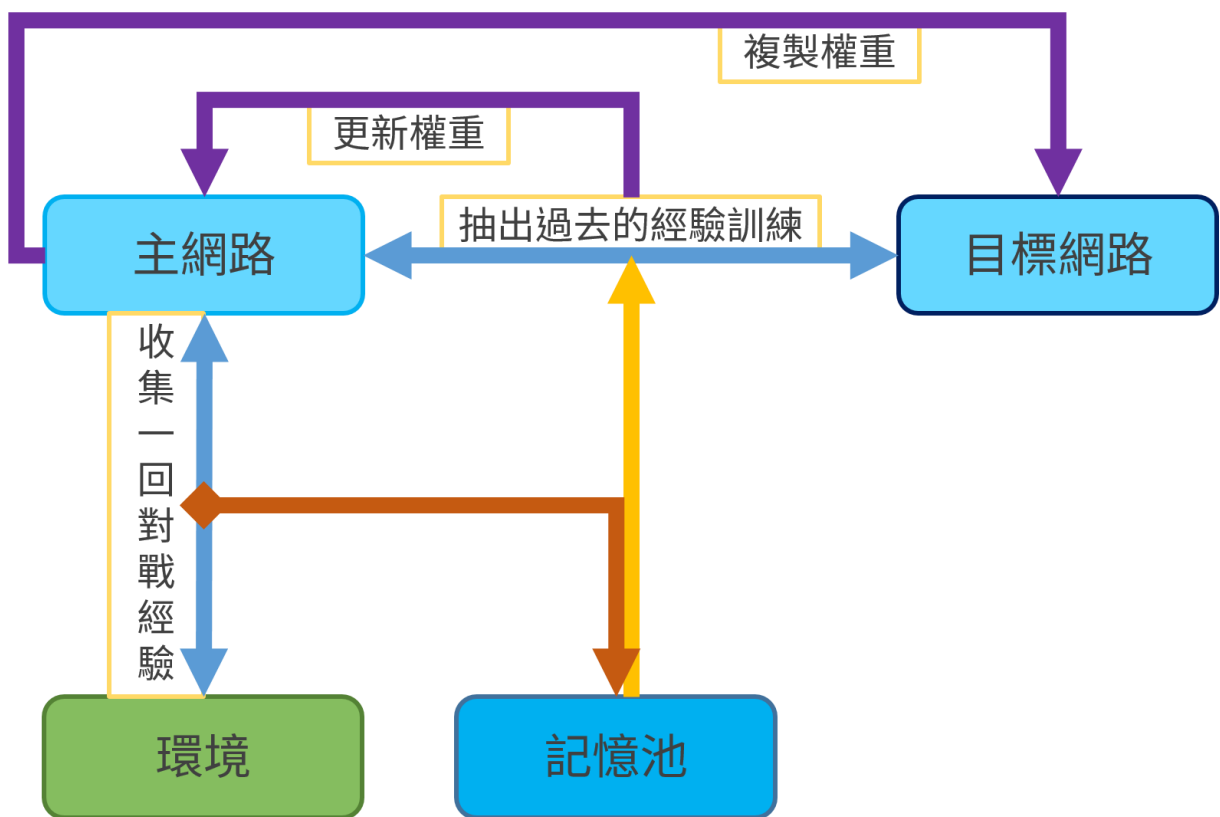 複製權重
更新權重
抽出過去的經驗訓練
主網路
目標網路
收集一回對戰經驗
環境
記憶池